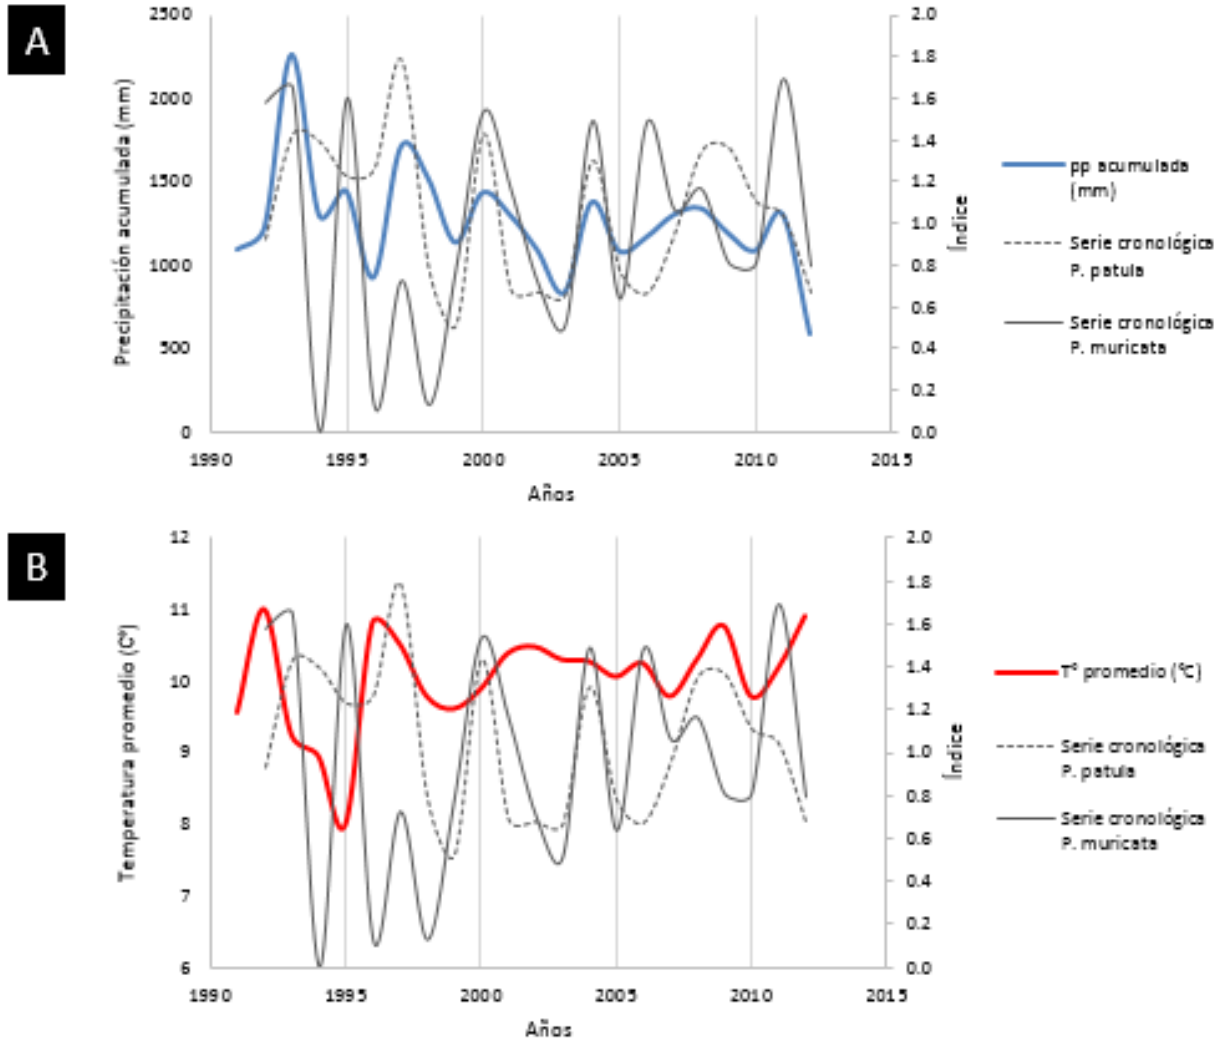 A
2500
2000
1500
1000
500
0
Precipitación acumulada (mm)
2.0
1.8
1.6
1.4
1.2
1.0
0.8
0.6
0.4
0.2
0.0
Índice
1990 1995 2000 2005 2010 2015
Años
pp acumulada
(mm)
Serie cronológica
P. patula
Serie cronológica
P. muricata
B
12
11
10
9
8
7
6
Temperatura promedio (C°)
2.0
1.8
1.6
1.4
1.2
1.0
0.8
0.6
0.4
0.2
0.0
Índice
1990 1995 2000 2005 2010 2015
Años
T° promedio (°C)
Serie cronológica
P. patula
Serie cronológica
P. muricata